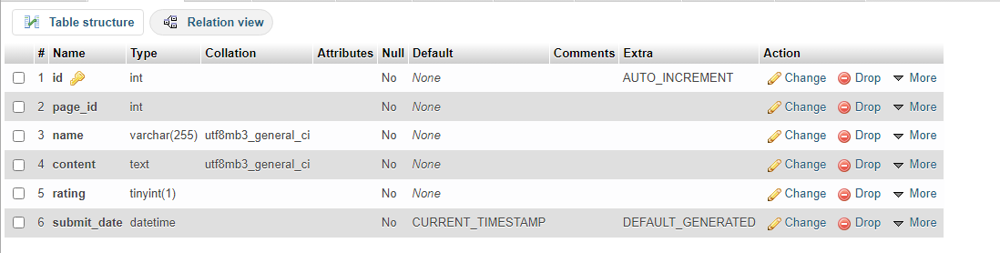 Table structure Relation view
# Name Type Collation Attributes Null Default Comments Extra Action
1 id int No None AUTO_INCREMENT Change Drop More
2 page_id int No None Change Drop More
3 name varchar(255) utf8mb3_general_ci No None Change Drop More
4 content text utf8mb3_general_ci No None Change Drop More
5 rating tinyint(1) No None Change Drop More
6 submit_date datetime No CURRENT_TIMESTAMP DEFAULT_GENERATED Change Drop More